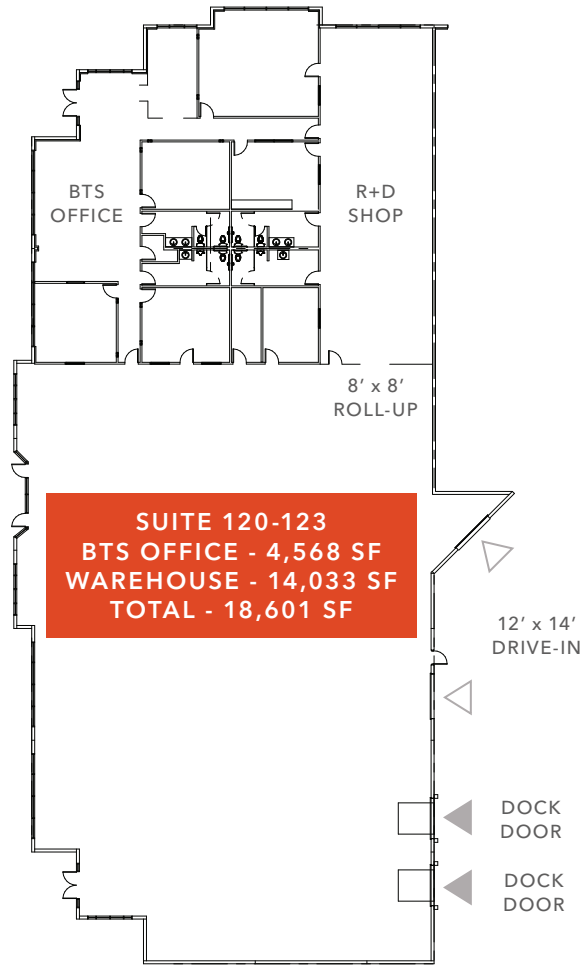 BTS
OFFICE
R+D
SHOP
8' x 8'
ROLL-UP
SUITE 120-123
BTS OFFICE - 4,568 SF
WAREHOUSE - 14,033 SF
TOTAL - 18,601 SF
12' x 14'
DRIVE-IN
DOCK
DOOR
DOCK
DOOR